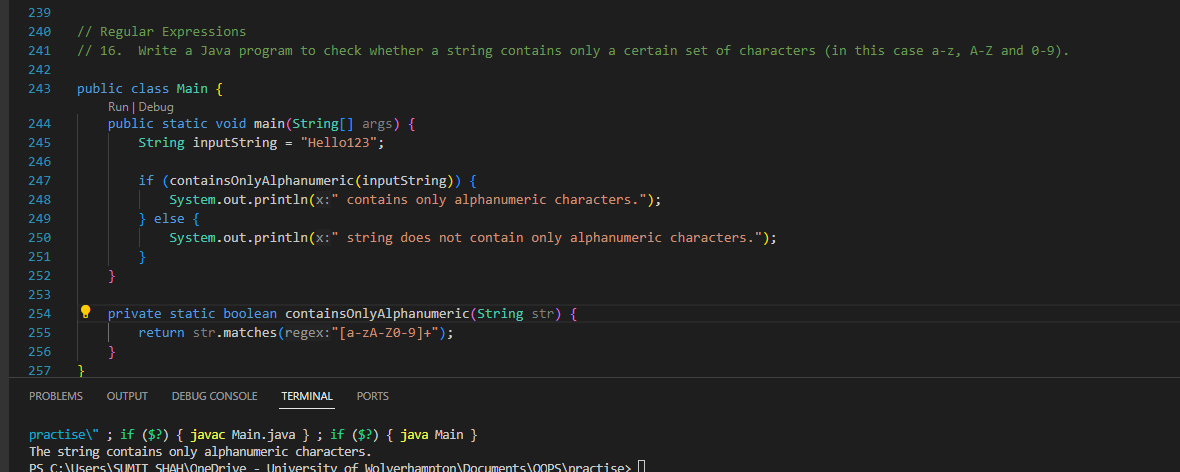 239
240 // Regular Expressions
241 // 16.  Write a Java program to check whether a string contains only a certain set of characters (in this case a-z, A-Z and 0-9).
242
243 public class Main {
Run | Debug
244     public static void main(String[] args) {
245         String inputString = "Hello123";
246
247         if (containsOnlyAlphanumeric(inputString)) {
248             System.out.println(x:" contains only alphanumeric characters.");
249         } else {
250             System.out.println(x:" string does not contain only alphanumeric characters.");
251         }
252     }
253
254     private static boolean containsOnlyAlphanumeric(String str) {
255         return str.matches(regex:"[a-zA-Z0-9]+");
256     }
257 }
PROBLEMS OUTPUT DEBUG CONSOLE TERMINAL PORTS
practise\" ; if ($?) { javac Main.java } ; if ($?) { java Main }
The string contains only alphanumeric characters.
PS C:\Users\SUMIT SHAH\OneDrive - University of Wolverhampton\Documents\OOPS\practise>